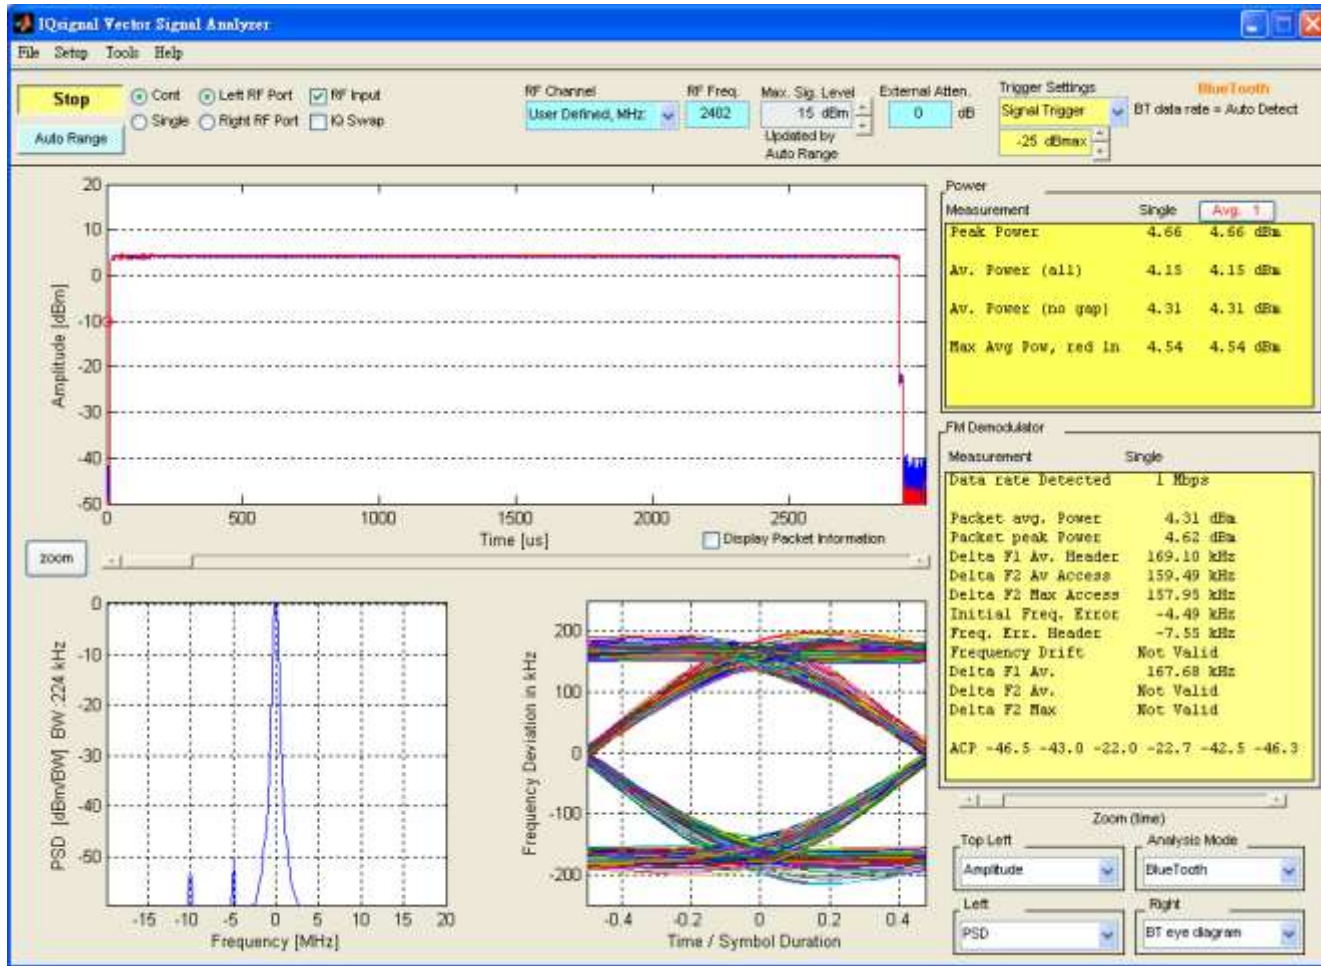 IQsignal Vector Signal Analyzer
File Setup Tools Help
Stop
Cont
Left RF Port
RF Input
Single
Right RF Port
IQ Swap
Auto Range
RF Channel
User Defined, MHz:
RF Freq.
2402
Max. Sig. Level
15 dBm
Updated by
Auto Range
External Atten.
0 dB
Trigger Settings
Signal Trigger
-25 dBmax
BlueTooth
BT data rate = Auto Detect
20
10
0
-10
-20
-30
-40
-50
Amplitude [dBm]
0 500 1000 1500 2000 2500
Time [us]
Display Packet Information
zoom
0
-10
-20
-30
-40
-50
PSD [dBm/BW] BW:224 kHz
-15 -10 -5 0 5 10 15 20
Frequency [MHz]
200
100
0
-100
-200
Frequency Deviation in kHz
-0.4 -0.2 0 0.2 0.4
Time / Symbol Duration
Power
Measurement Single Avg. 1
Peak Power 4.66 4.66 dBm
Av. Power (all) 4.15 4.15 dBm
Av. Power (no gap) 4.31 4.31 dBm
Max Avg Pow, red ln 4.54 4.54 dBm
FM Demodulator
Measurement Single
Data rate Detected 1 Mbps
Packet avg. Power 4.31 dBm
Packet peak Power 4.62 dBm
Delta F1 Av. Header 169.10 kHz
Delta F2 Av Access 159.49 kHz
Delta F2 Max Access 157.95 kHz
Initial Freq. Error -4.49 kHz
Freq. Err. Header -7.55 kHz
Frequency Drift Not Valid
Delta F1 Av. 167.68 kHz
Delta F2 Av. Not Valid
Delta F2 Max Not Valid
ACP -46.5 -43.0 -22.0 -22.7 -42.5 -46.3
Zoom (time)
Top Left
Amplitude
Analysis Mode
BlueTooth
Left
PSD
Right
BT eye diagram